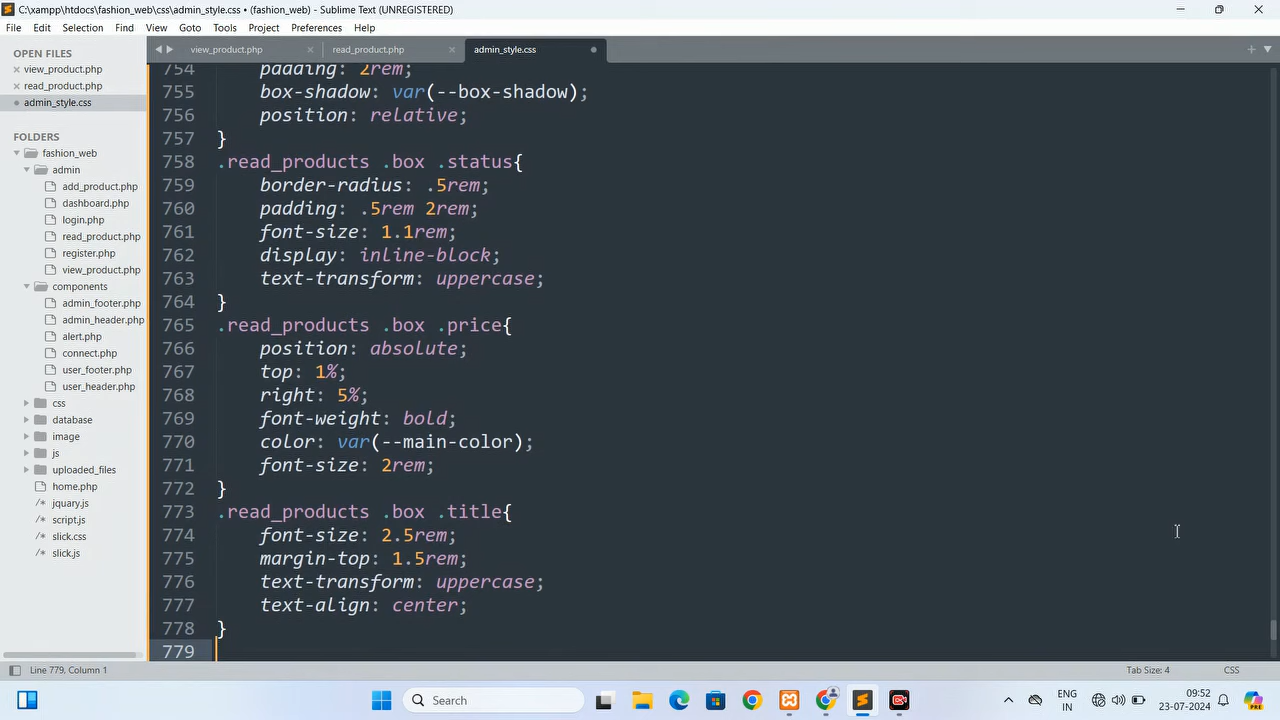 C:\xampp\htdocs\fashion_web\css\admin_style.css • (fashion_web) - Sublime Text (UNREGISTERED)
File Edit Selection Find View Goto Tools Project Preferences Help
OPEN FILES
view_product.php
read_product.php
admin_style.css
FOLDERS
fashion_web
admin
add_product.php
dashboard.php
login.php
read_product.php
register.php
view_product.php
components
admin_footer.php
admin_header.php
alert.php
connect.php
user_footer.php
user_header.php
css
database
image
js
uploaded_files
home.php
jquary.js
script.js
slick.css
slick.js
view_product.php read_product.php admin_style.css
754 padding: 2rem;
755 box-shadow: var(--box-shadow);
756 position: relative;
757 }
758 .read_products .box .status{
759 border-radius: .5rem;
760 padding: .5rem 2rem;
761 font-size: 1.1rem;
762 display: inline-block;
763 text-transform: uppercase;
764 }
765 .read_products .box .price{
766 position: absolute;
767 top: 1%;
768 right: 5%;
769 font-weight: bold;
770 color: var(--main-color);
771 font-size: 2rem;
772 }
773 .read_products .box .title{
774 font-size: 2.5rem;
775 margin-top: 1.5rem;
776 text-transform: uppercase;
777 text-align: center;
778 }
779
Line 779, Column 1 Tab Size: 4 CSS
Search
ENG
IN
09:52
23-07-2024
PRE